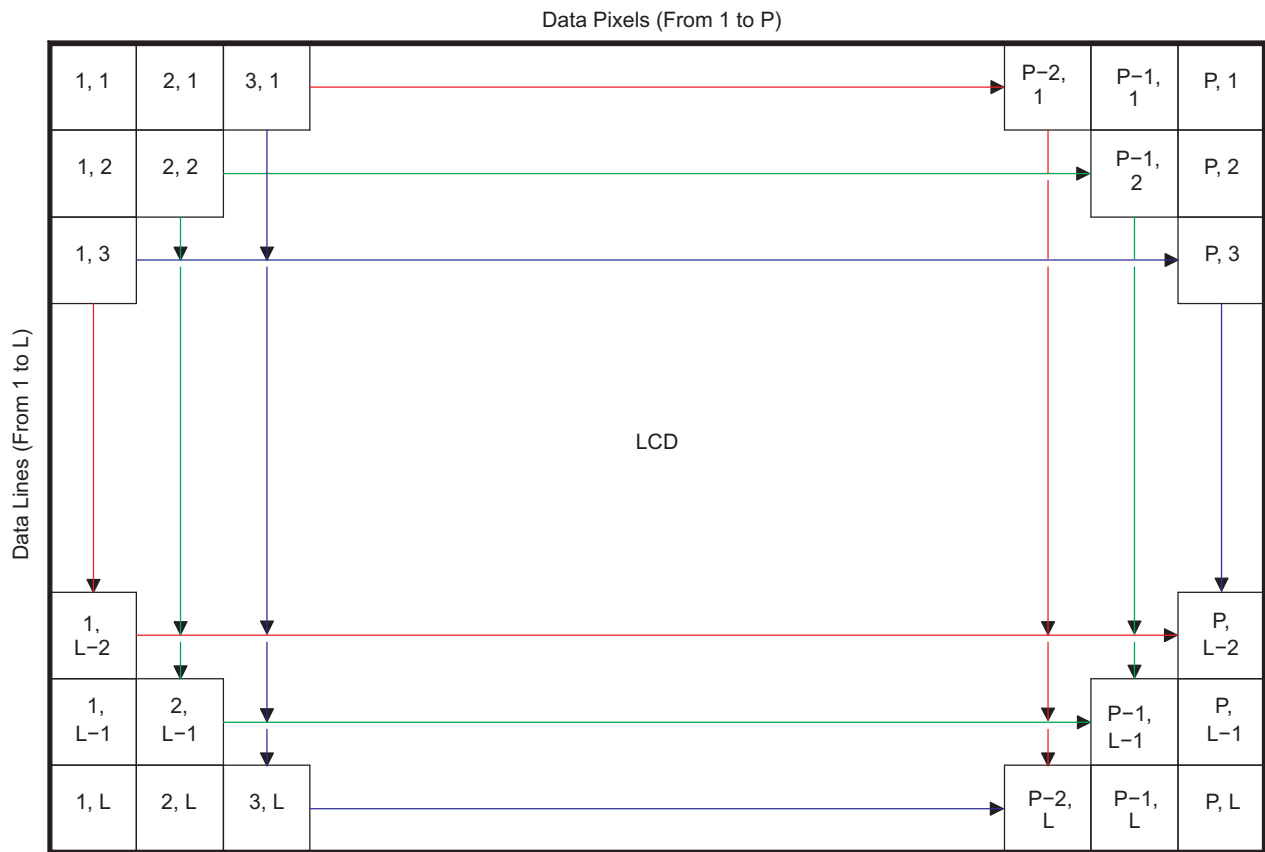 Data Pixels (From 1 to P)
1, 1
2, 1
3, 1
P−2,
1
P−1,
1
P, 1
1, 2
2, 2
P−1,
2
P, 2
1, 3
P, 3
Data Lines (From 1 to L)
LCD
1,
L−2
P,
L−2
1,
L−1
2,
L−1
P−1,
L−1
P,
L−1
1, L
2, L
3, L
P−2,
L
P−1,
L
P, L